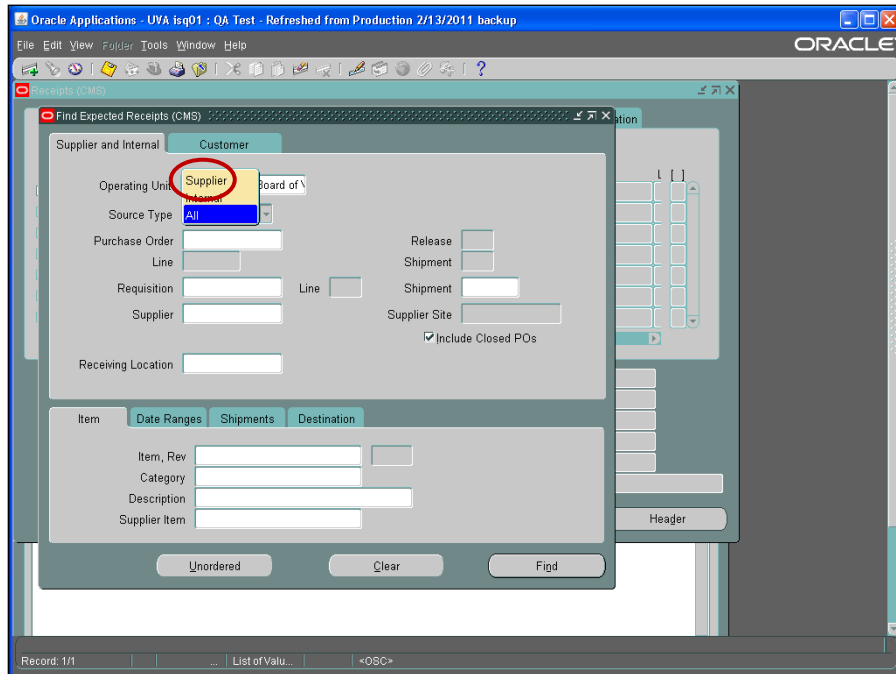 Oracle Applications - UVA isq01 : QA Test - Refreshed from Production 2/13/2011 backup
File Edit View Folder Tools Window Help
ORACLE
Receipts (CMS)
Find Expected Receipts (CMS)
ation
Supplier and Internal Customer
Operating Unit Supplier Board of V
Internal
Source Type All
Purchase Order Release
Line Shipment
Requisition Line Shipment
Supplier Supplier Site
Include Closed POs
Receiving Location
Item Date Ranges Shipments Destination
Item, Rev
Category
Description
Supplier Item
Header
Unordered Clear Find
Record: 1/1 ... List of Valu... <OSC>